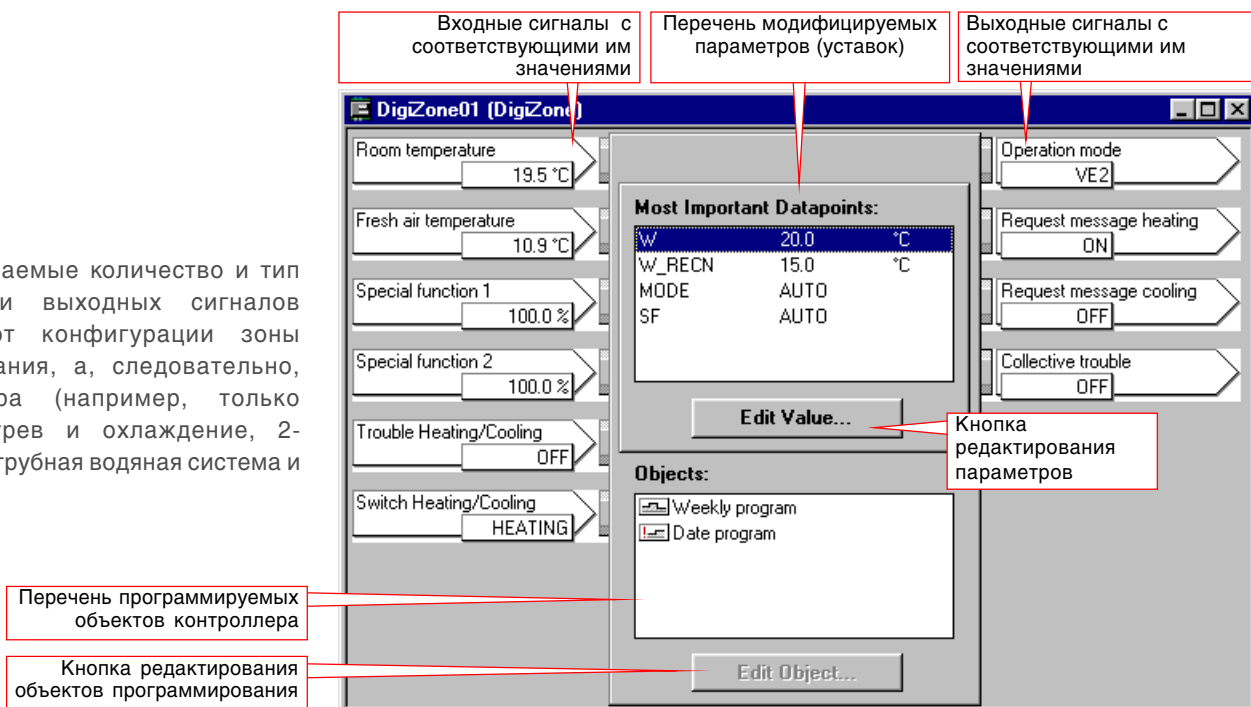 Входные сигналы с
соответствующими им
значениями
Перечень модифицируемых
параметров (уставок)
Выходные сигналы с
соответствующими им
значениями
DigiZone01 (DigiZone)
Room temperature
19.5 °C
Fresh air temperature
10.9 °C
Special function 1
100.0 %
Special function 2
100.0 %
Trouble Heating/Cooling
OFF
Switch Heating/Cooling
HEATING
Most Important Datapoints:
W 20.0 °C
W_RECN 15.0 °C
MODE AUTO
SF AUTO
Edit Value...
Objects:
Weekly program
Date program
Edit Object...
Operation mode
VE2
Request message heating
ON
Request message cooling
OFF
Collective trouble
OFF
Кнопка
редактирования
параметров
аемые количество и тип
и выходных сигналов
от конфигурации зоны
ания, а, следовательно,
ра (например, только
рев и охлаждение, 2-
трубная водяная система и
Перечень программируемых
объектов контроллера
Кнопка редактирования
объектов программирования